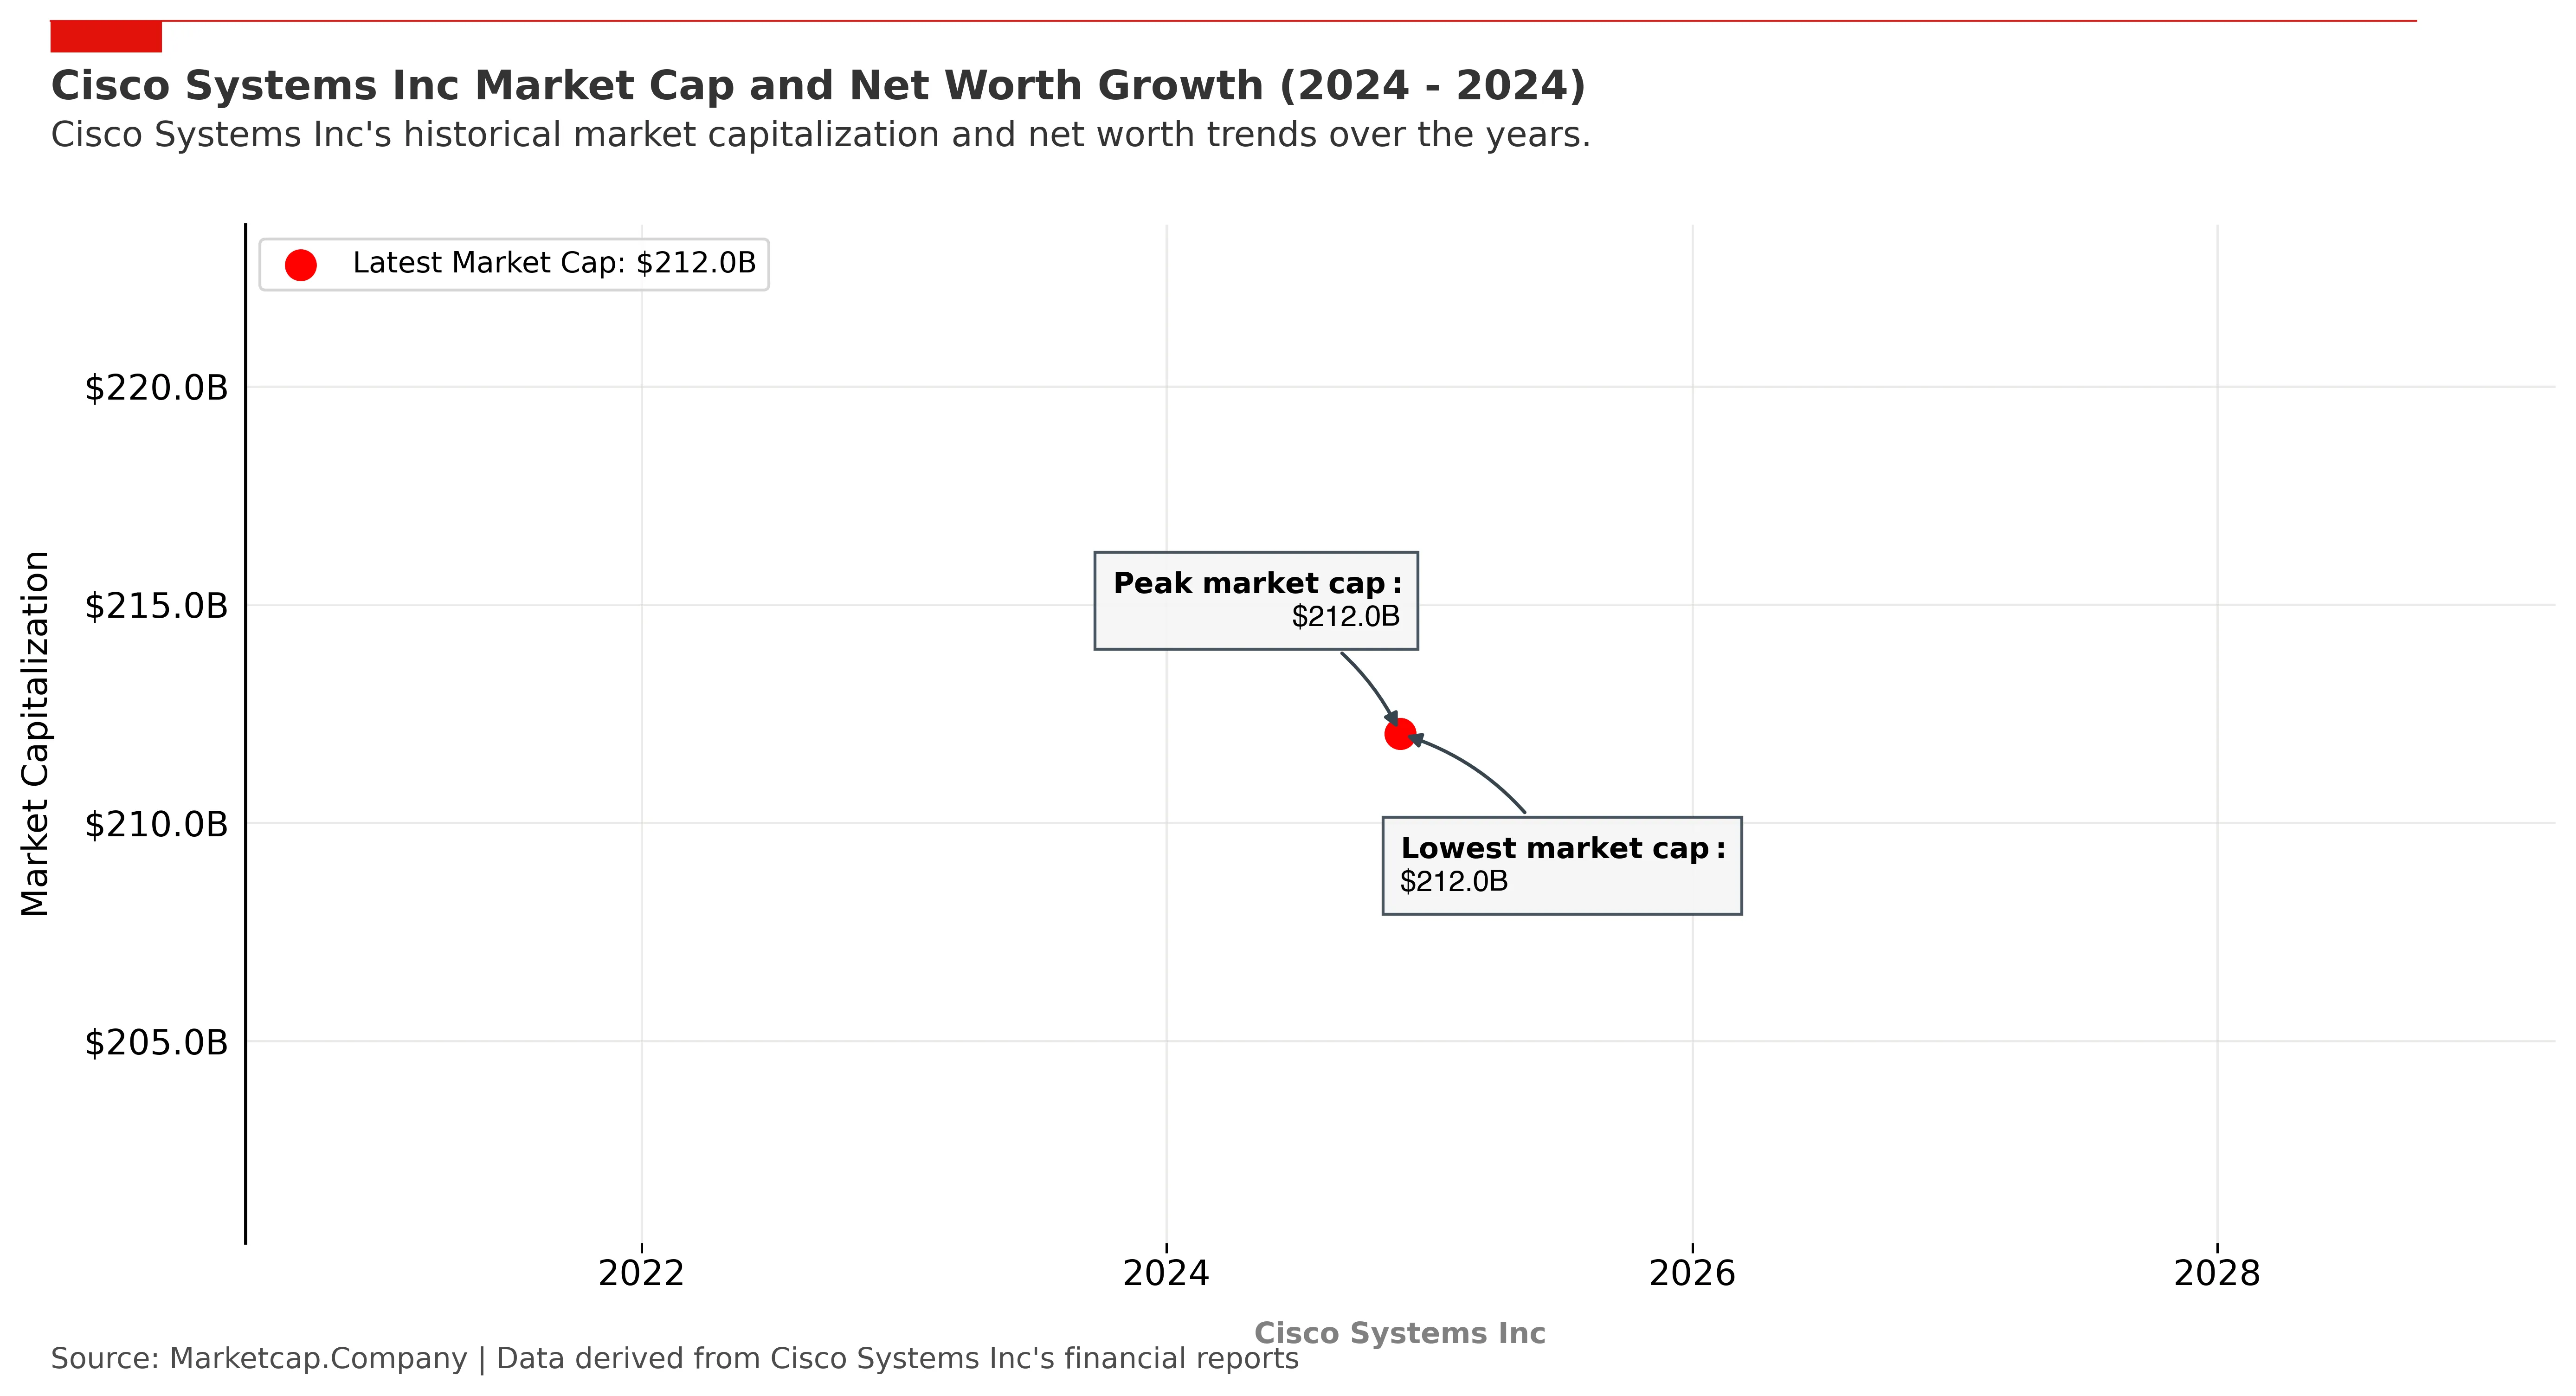 Cisco Systems Inc Market Cap and Net Worth Growth (2024 - 2024)
Cisco Systems Inc's historical market capitalization and net worth trends over the years.
Latest Market Cap: $212.0B
Market Capitalization
$220.0B
$215.0B
$210.0B
$205.0B
Peak market cap:
$212.0B
Lowest market cap:
$212.0B
2022
2024
2026
2028
Cisco Systems Inc
Source: Marketcap.Company | Data derived from Cisco Systems Inc's financial reports